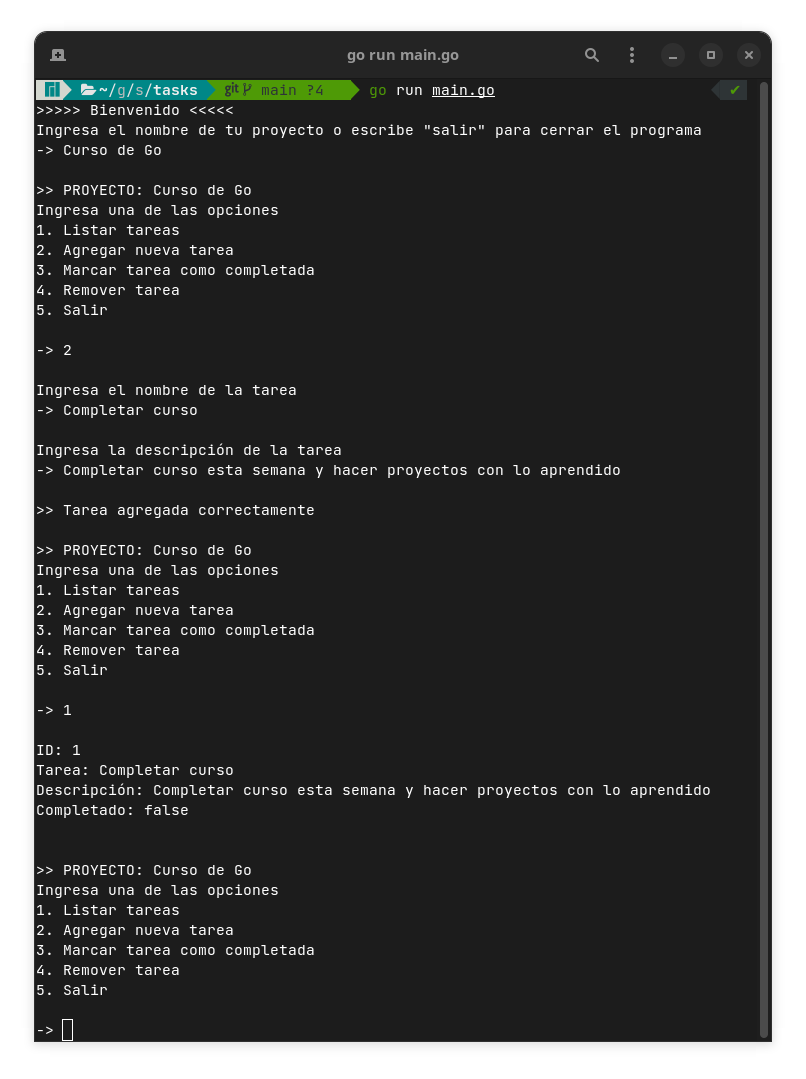 go run main.go
~/g/s/tasks git main ?4 go run main.go ✔
>>>>> Bienvenido <<<<<
Ingresa el nombre de tu proyecto o escribe "salir" para cerrar el programa
-> Curso de Go
>> PROYECTO: Curso de Go
Ingresa una de las opciones
1. Listar tareas
2. Agregar nueva tarea
3. Marcar tarea como completada
4. Remover tarea
5. Salir
-> 2
Ingresa el nombre de la tarea
-> Completar curso
Ingresa la descripción de la tarea
-> Completar curso esta semana y hacer proyectos con lo aprendido
>> Tarea agregada correctamente
>> PROYECTO: Curso de Go
Ingresa una de las opciones
1. Listar tareas
2. Agregar nueva tarea
3. Marcar tarea como completada
4. Remover tarea
5. Salir
-> 1
ID: 1
Tarea: Completar curso
Descripción: Completar curso esta semana y hacer proyectos con lo aprendido
Completado: false
>> PROYECTO: Curso de Go
Ingresa una de las opciones
1. Listar tareas
2. Agregar nueva tarea
3. Marcar tarea como completada
4. Remover tarea
5. Salir
->